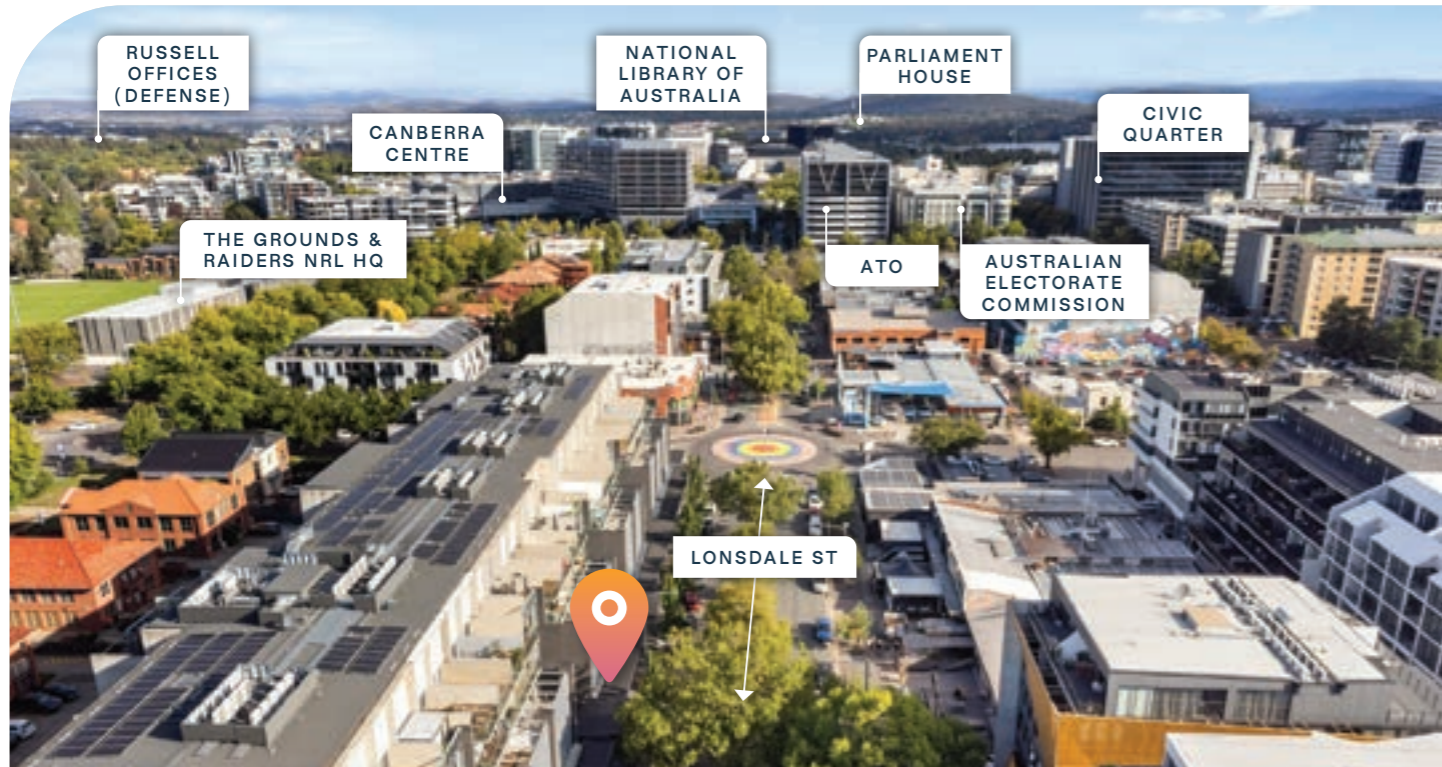 RUSSELL
OFFICES
(DEFENSE)
NATIONAL
LIBRARY OF
AUSTRALIA
PARLIAMENT
HOUSE
CANBERRA
CENTRE
CIVIC
QUARTER
THE GROUNDS &
RAIDERS NRL HQ
ATO
AUSTRALIAN
ELECTORATE
COMMISSION
LONSDALE ST